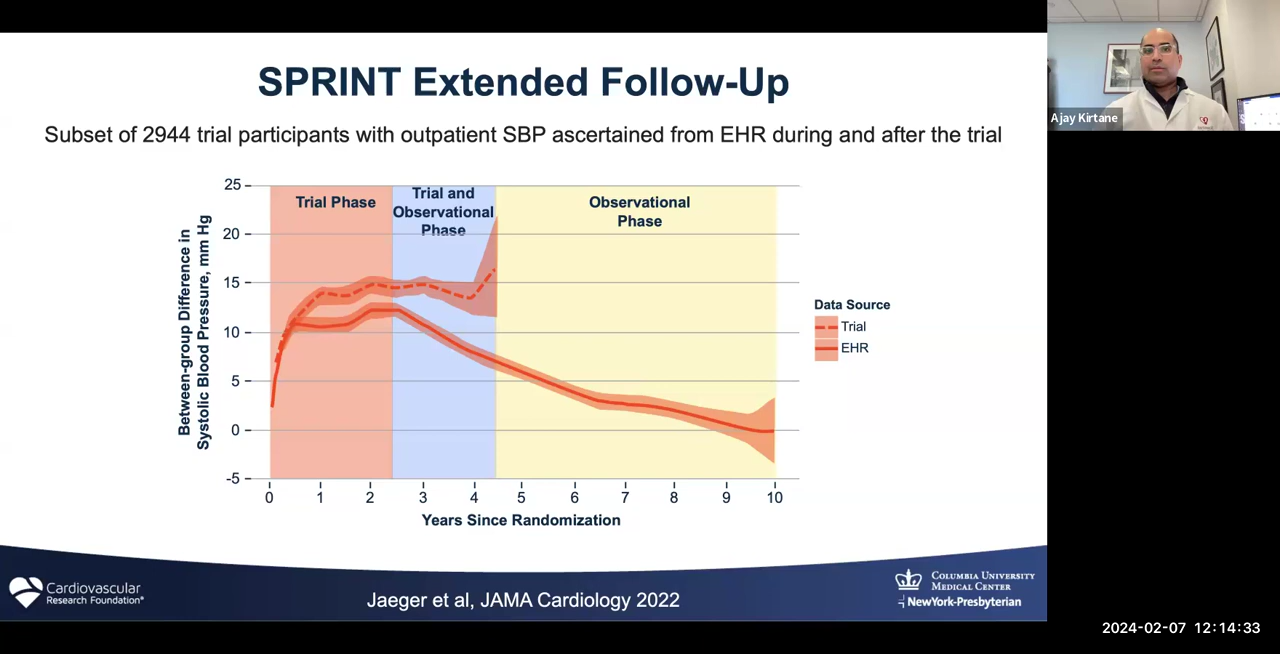 SPRINT Extended Follow-Up
Subset of 2944 trial participants with outpatient SBP ascertained from EHR during and after the trial
Ajay Kirtane
Between-group Difference in
Systolic Blood Pressure, mm Hg
25
20
15
10
5
0
-5
Trial Phase
Trial and
Observational
Phase
Observational
Phase
Data Source
Trial
EHR
0 1 2 3 4 5 6 7 8 9 10
Years Since Randomization
Cardiovascular
Research Foundation®
Jaeger et al, JAMA Cardiology 2022
COLUMBIA UNIVERSITY
MEDICAL CENTER
NewYork-Presbyterian
2024-02-07 12:14:33